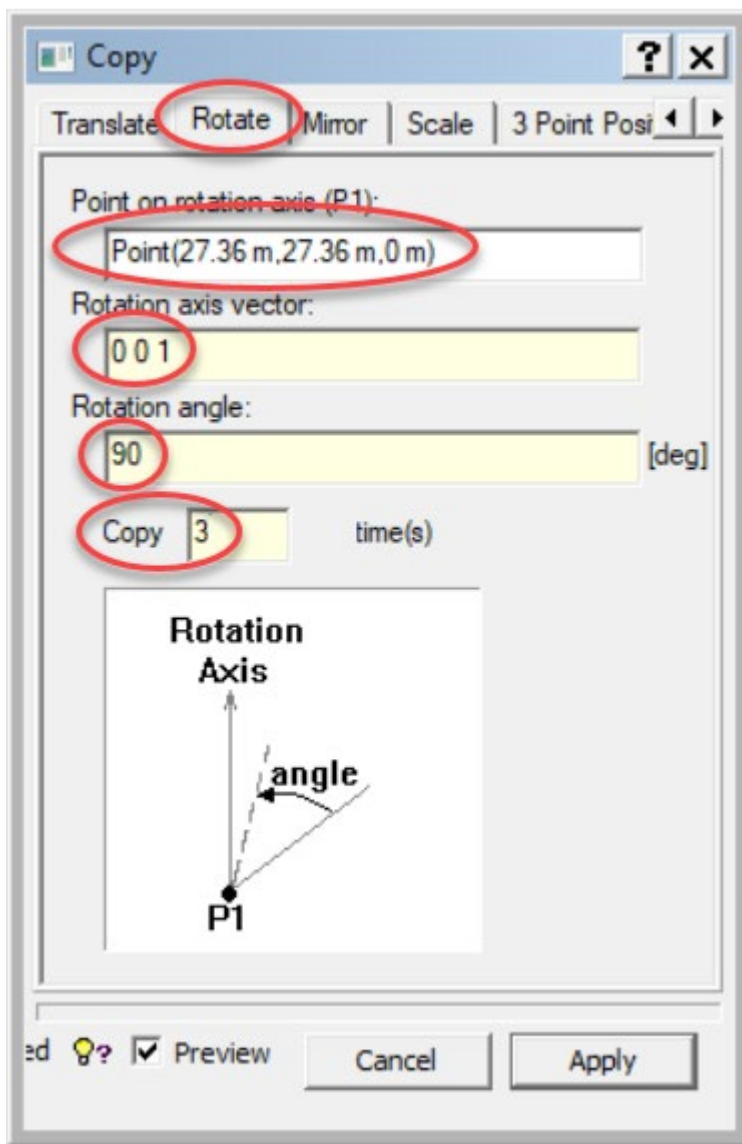 Copy ? ×
Translate Rotate Mirror Scale 3 Point Posit
Point on rotation axis (P1):
Point(27.36 m,27.36 m,0 m)
Rotation axis vector:
0 0 1
Rotation angle:
90 [deg]
Copy 3 time(s)
Rotation
Axis
angle
P1
ed ? Preview Cancel Apply